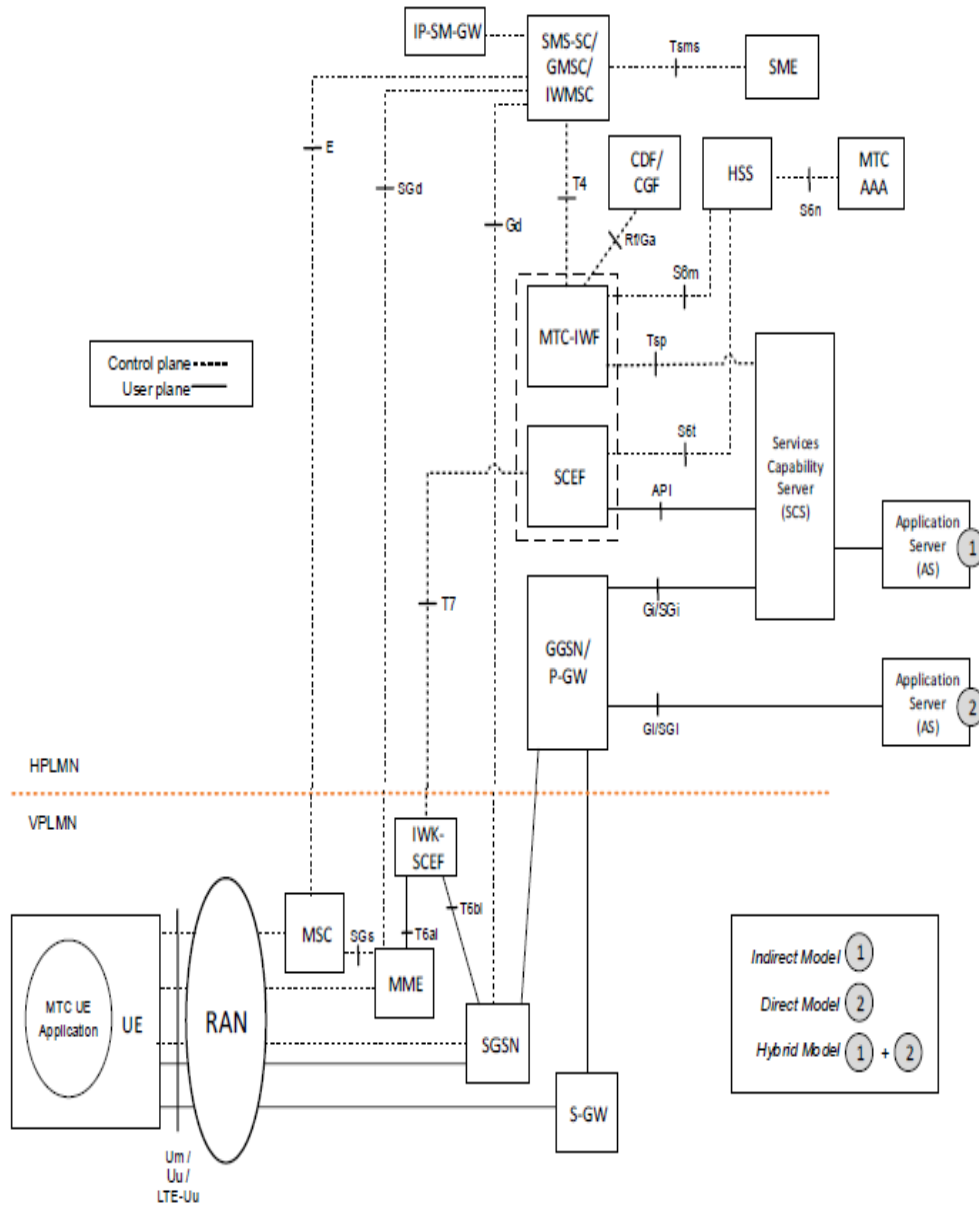 IP-SM-GW
SMS-SC/
GMSC/
IWMSC
Tsms
SME
E
SGd
Gd
T4
CDF/
CGF
HSS
MTC
AAA
S6n
Rf/Ga
S6m
MTC-IWF
Tsp
Control plane
User plane
S6t
SCEF
API
Services
Capability
Server
(SCS)
Application
Server
(AS)
1
T7
Gi/SGi
GGSN/
P-GW
Application
Server
(AS)
2
Gi/SGi
HPLMN
VPLMN
IWK-
SCEF
T6bi
T6ai
MSC
SGs
MME
MTC UE
Application
UE
RAN
SGSN
S-GW
Um /
Uu /
LTE-Uu
Indirect Model 1
Direct Model 2
Hybrid Model 1 + 2